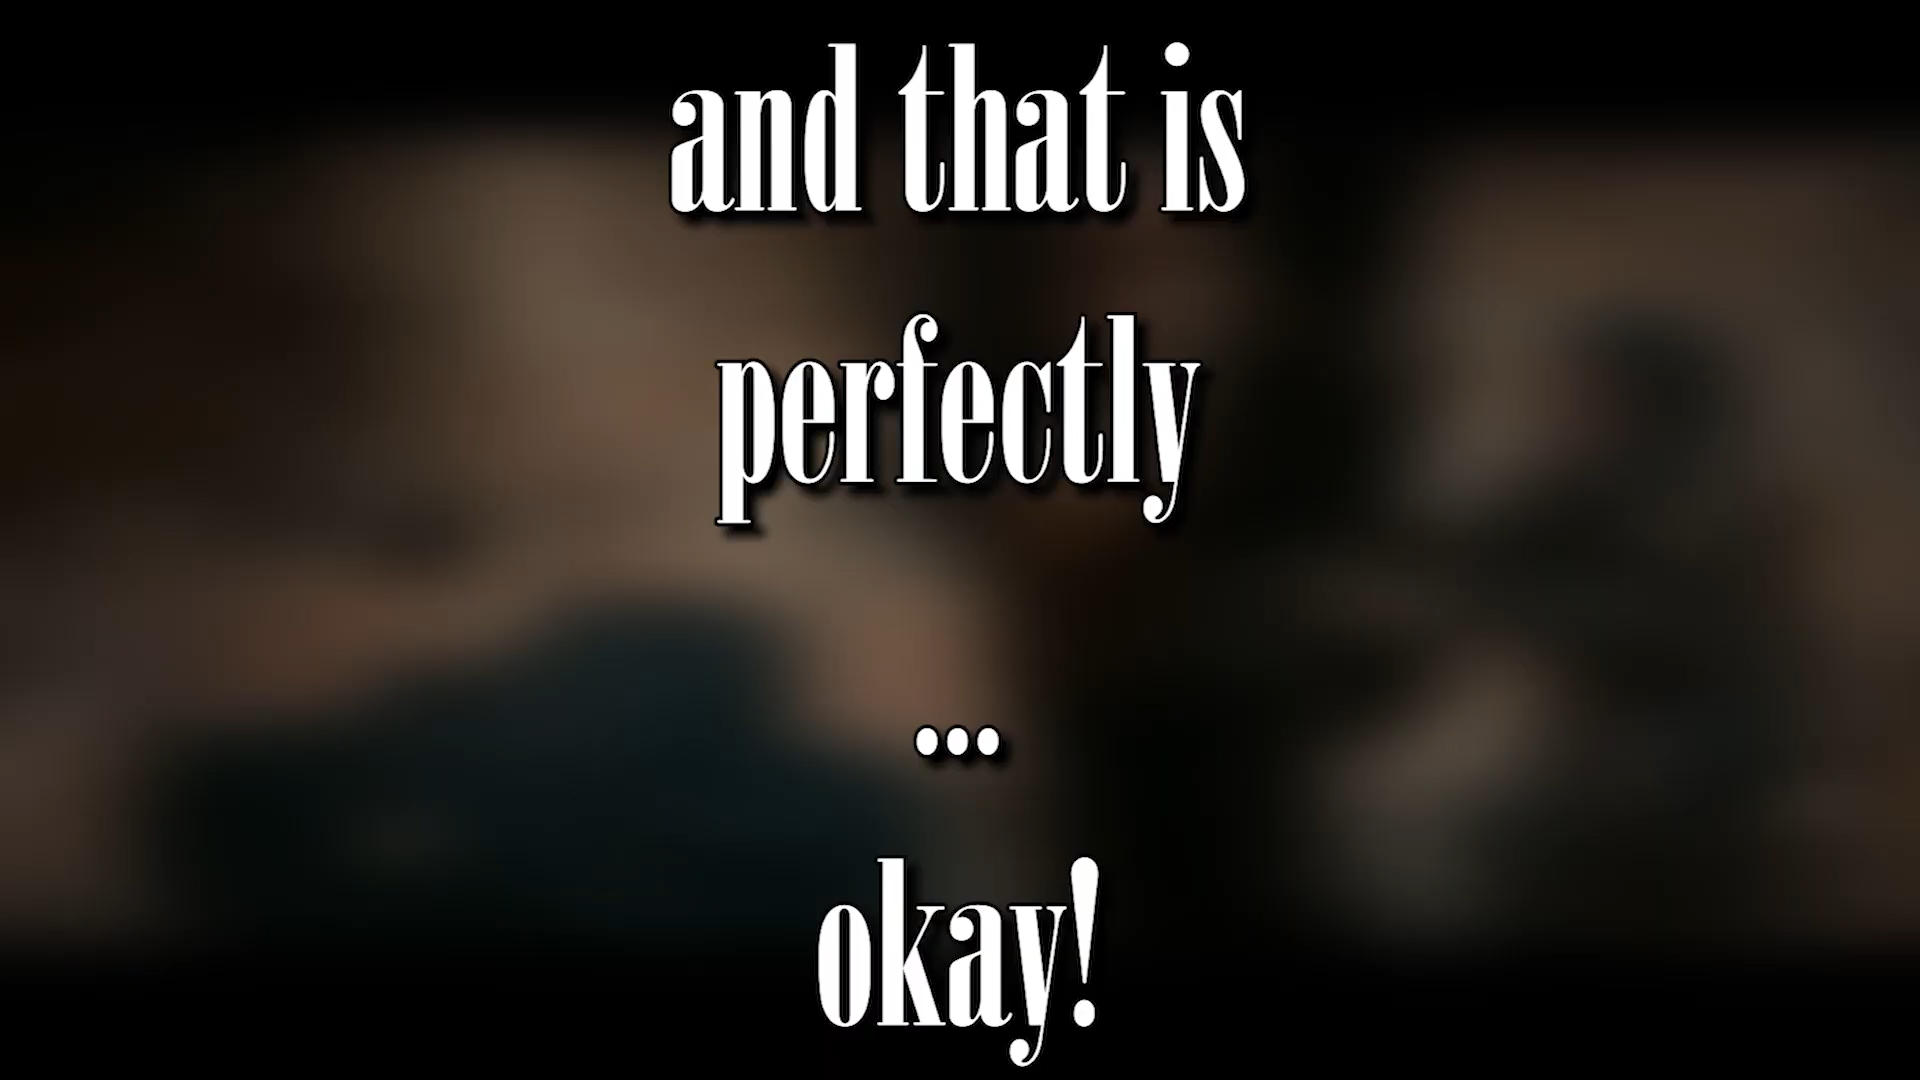 and that is
perfectly
...
okay!